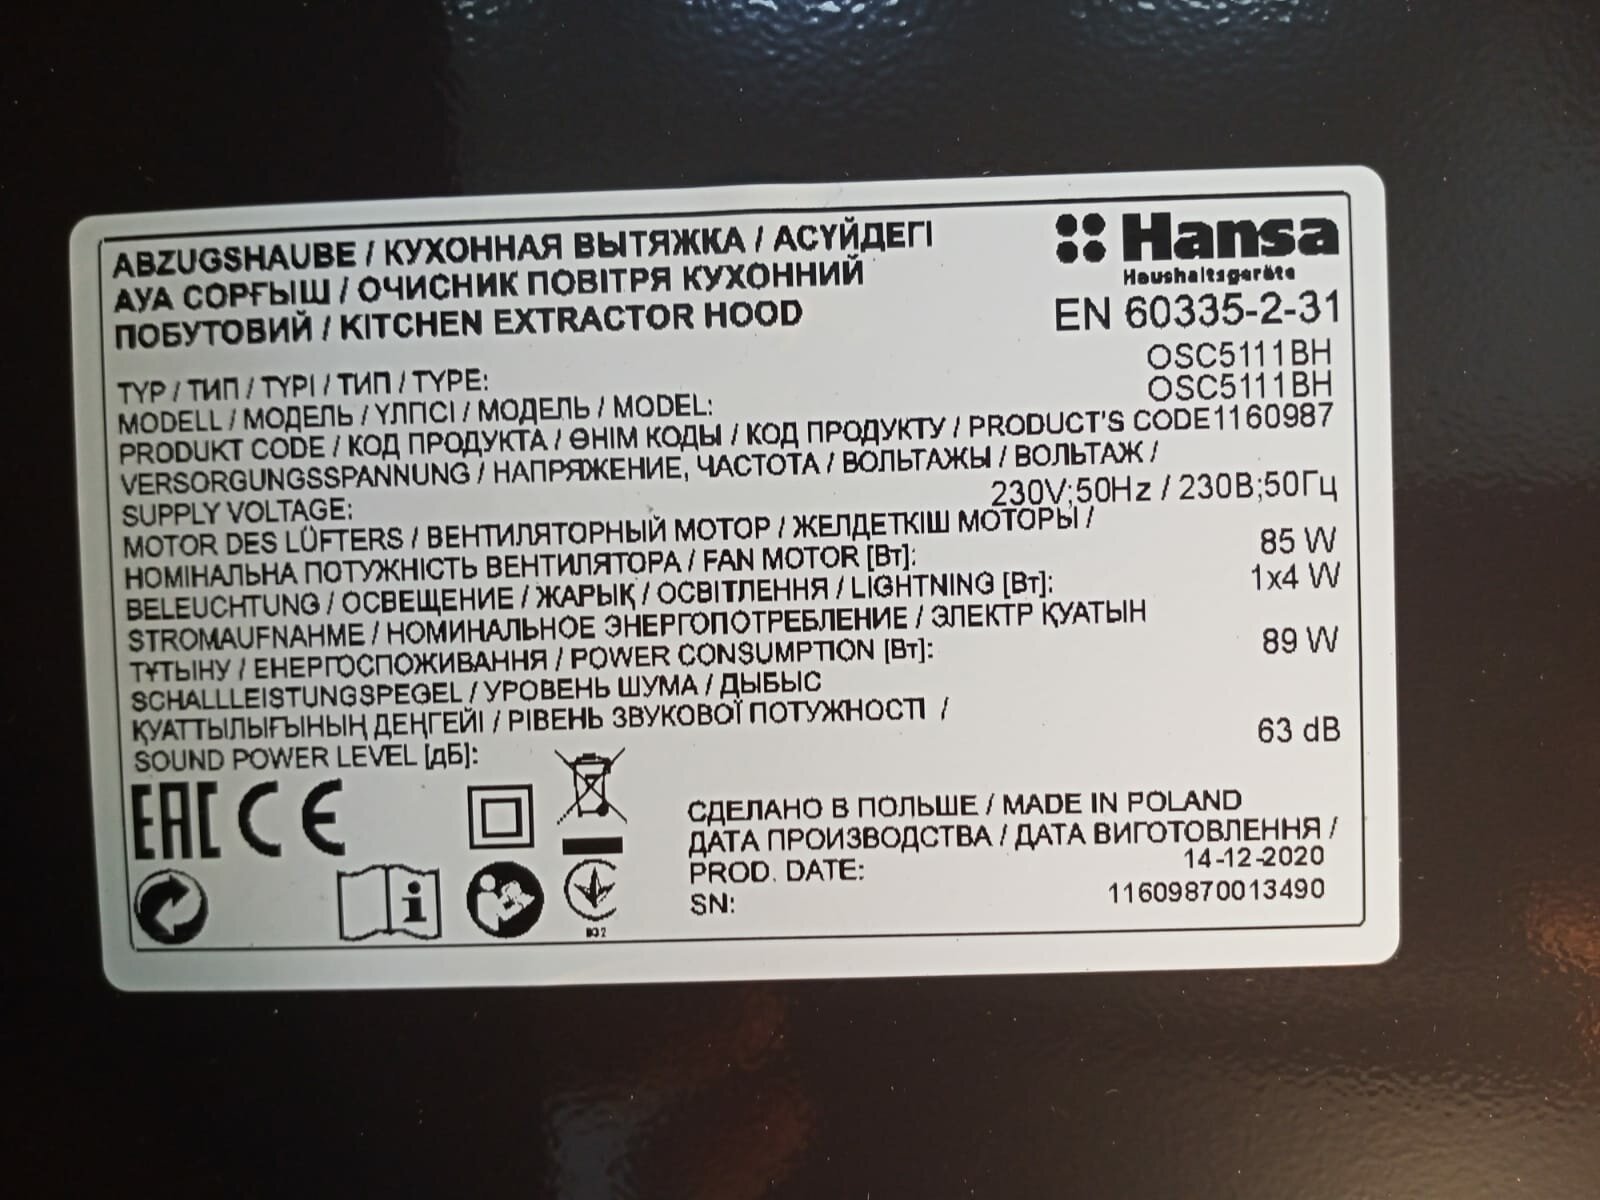 ABZUGSHAUBE / КУХОННАЯ ВЫТЯЖКА / АСҮЙДЕГІ
АУА СОРҒЫШ / ОЧИСНИК ПОВІТРЯ КУХОННИЙ
ПОБУТОВИЙ / KITCHEN EXTRACTOR HOOD
Hansa
Haushaltsgeräte
EN 60335-2-31
TYP / ТИП / TYPI / ТИП / TYPE: OSC5111BH
MODELL / МОДЕЛЬ / ҮЛГІСІ / МОДЕЛЬ / MODEL: OSC5111BH
PRODUKT CODE / КОД ПРОДУКТА / ӨНІМ КОДЫ / КОД ПРОДУКТУ / PRODUCT'S CODE1160987
VERSORGUNGSSPANNUNG / НАПРЯЖЕНИЕ, ЧАСТОТА / ВОЛЬТАЖЫ / ВОЛЬТАЖ /
SUPPLY VOLTAGE: 230V;50Hz / 230В;50Гц
MOTOR DES LÜFTERS / ВЕНТИЛЯТОРНЫЙ МОТОР / ЖЕЛДЕТКІШ МОТОРЫ /
НОМІНАЛЬНА ПОТУЖНІСТЬ ВЕНТИЛЯТОРА / FAN MOTOR [Вт]: 85 W
BELEUCHTUNG / ОСВЕЩЕНИЕ / ЖАРЫҚ / ОСВІТЛЕННЯ / LIGHTNING [Вт]: 1x4 W
STROMAUFNAHME / НОМИНАЛЬНОЕ ЭНЕРГОПОТРЕБЛЕНИЕ / ЭЛЕКТР ҚУАТЫН
ТҰТЫНУ / ЕНЕРГОСПОЖИВАННЯ / POWER CONSUMPTION [Вт]: 89 W
SCHALLLEISTUNGSPEGEL / УРОВЕНЬ ШУМА / ДЫБЫС
ҚУАТТЫЛЫҒЫНЫҢ ДЕҢГЕЙІ / РІВЕНЬ ЗВУКОВОЇ ПОТУЖНОСТІ /
SOUND POWER LEVEL [дБ]: 63 dB
EAC CE
СДЕЛАНО В ПОЛЬШЕ / MADE IN POLAND
ДАТА ПРОИЗВОДСТВА / ДАТА ВИГОТОВЛЕННЯ /
PROD. DATE: 14-12-2020
SN: 11609870013490